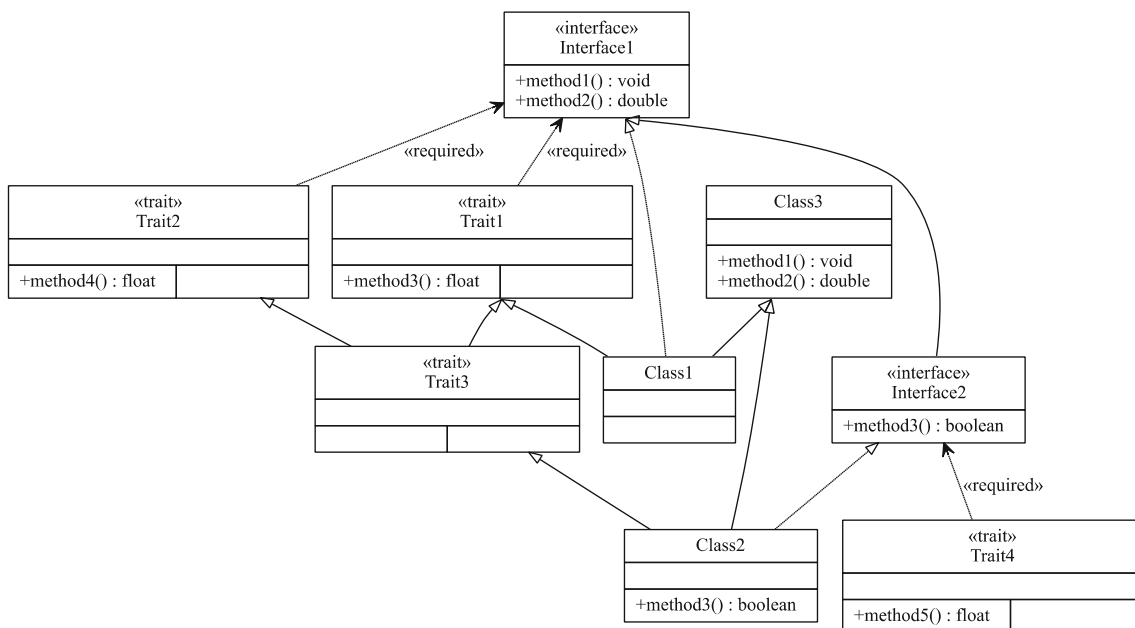 «interface»
Interface1
+method1() : void
+method2() : double
«required»
«required»
«trait»
Trait2
+method4() : float
«trait»
Trait1
+method3() : float
Class3
+method1() : void
+method2() : double
«trait»
Trait3
Class1
«interface»
Interface2
+method3() : boolean
«required»
Class2
+method3() : boolean
«trait»
Trait4
+method5() : float